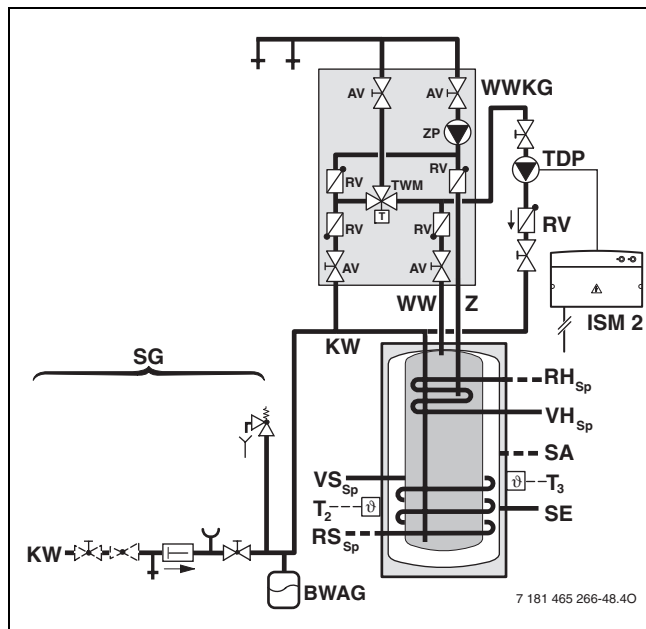 WWKG
AV
AV
ZP
TDP
RV
RV
TWM
T
RV
RV
RV
AV
AV
WW
Z
ISM 2
KW
SG
RH Sp
VH Sp
SA
VS Sp
ϑ
T3
T2
ϑ
SE
RS Sp
KW
BWAG
7 181 465 266-48.4O